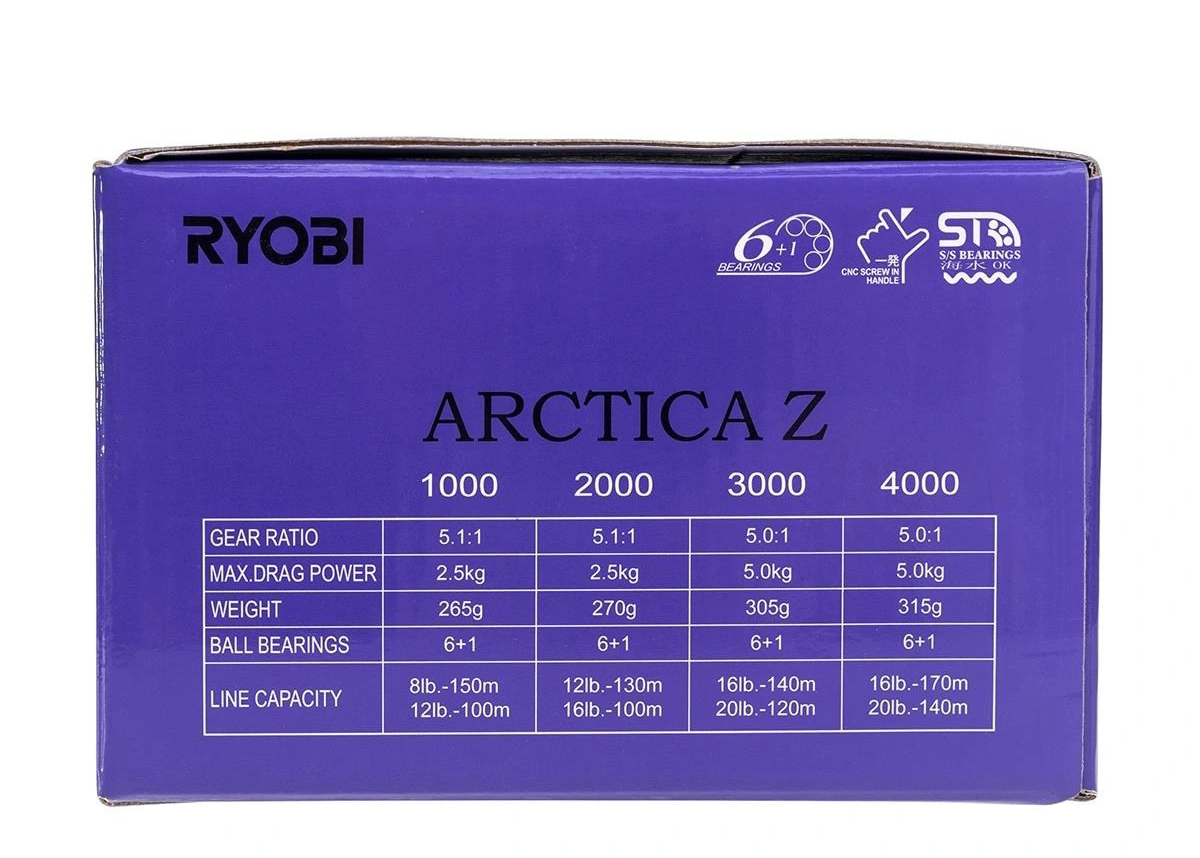 RYOBI
6+1
BEARINGS
一発
CNC SCREW IN
HANDLE
S/S BEARINGS
海水 OK
ARCTICA Z
1000 2000 3000 4000
GEAR RATIO 5.1:1 5.1:1 5.0:1 5.0:1
MAX.DRAG POWER 2.5kg 2.5kg 5.0kg 5.0kg
WEIGHT 265g 270g 305g 315g
BALL BEARINGS 6+1 6+1 6+1 6+1
LINE CAPACITY 8lb.-150m 12lb.-130m 16lb.-140m 16lb.-170m
12lb.-100m 16lb.-100m 20lb.-120m 20lb.-140m